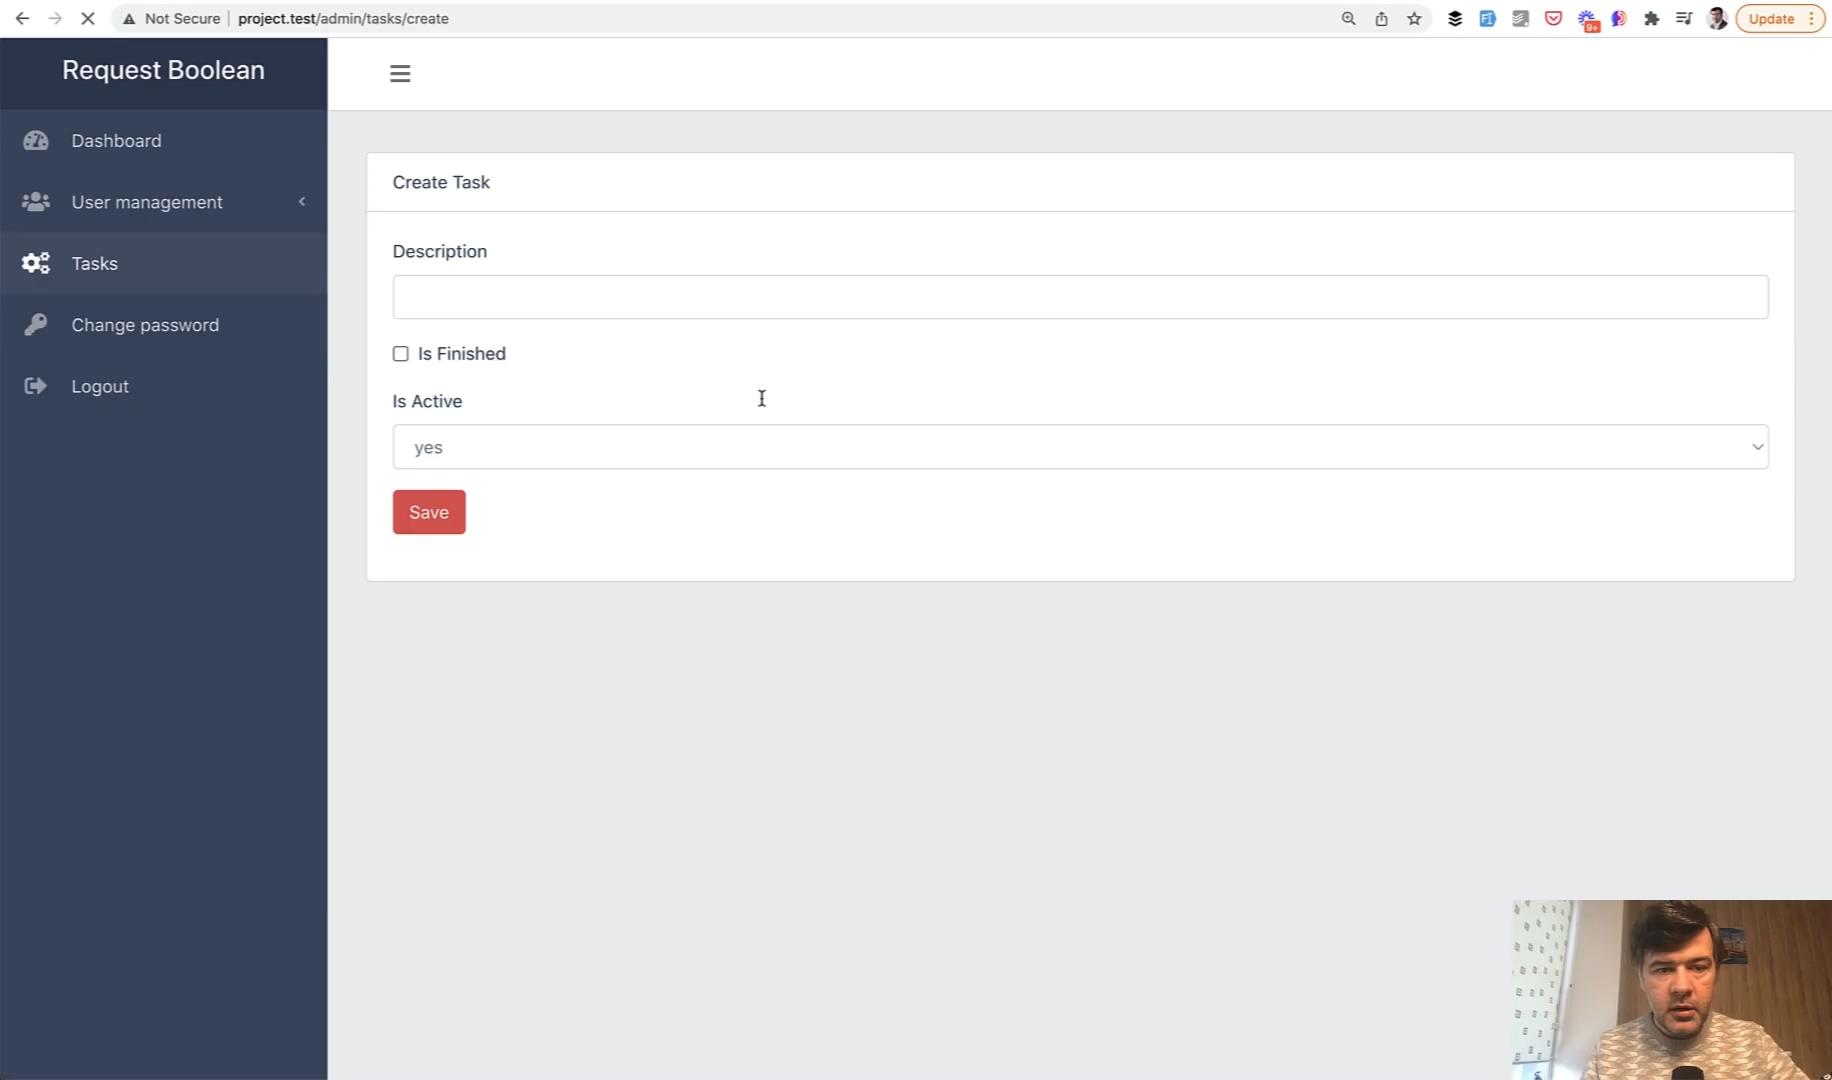 Not Secure | project.test/admin/tasks/create
9+
Update
Request Boolean
Dashboard
User management
Tasks
Change password
Logout
Create Task
Description
Is Finished
Is Active
yes
Save